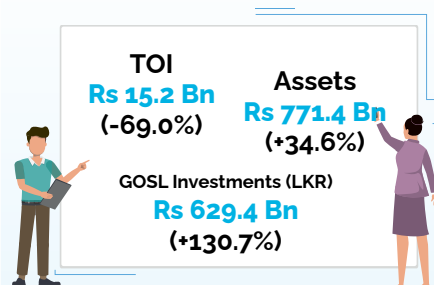 TOI
Rs 15.2 Bn
(-69.0%)
Assets
Rs 771.4 Bn
(+34.6%)
GOSL Investments (LKR)
Rs 629.4 Bn
(+130.7%)